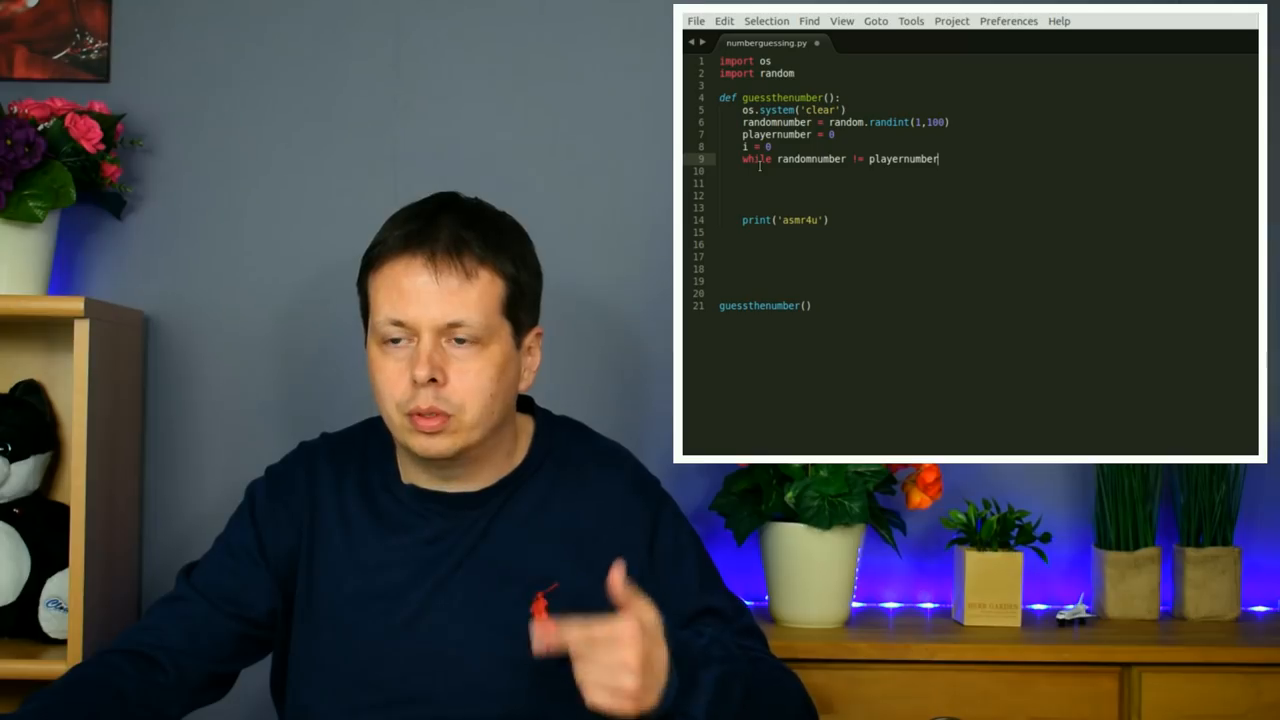 File Edit Selection Find View Goto Tools Project Preferences Help
numberguessing.py
1 import os
2 import random
3
4 def guessthenumber():
5 os.system('clear')
6 randomnumber = random.randint(1,100)
7 playernumber = 0
8 i = 0
9 while randomnumber != playernumber
10
11
12
13
14 print('asmr4u')
15
16
17
18
19
20
21 guessthenumber()
HERB GARDEN